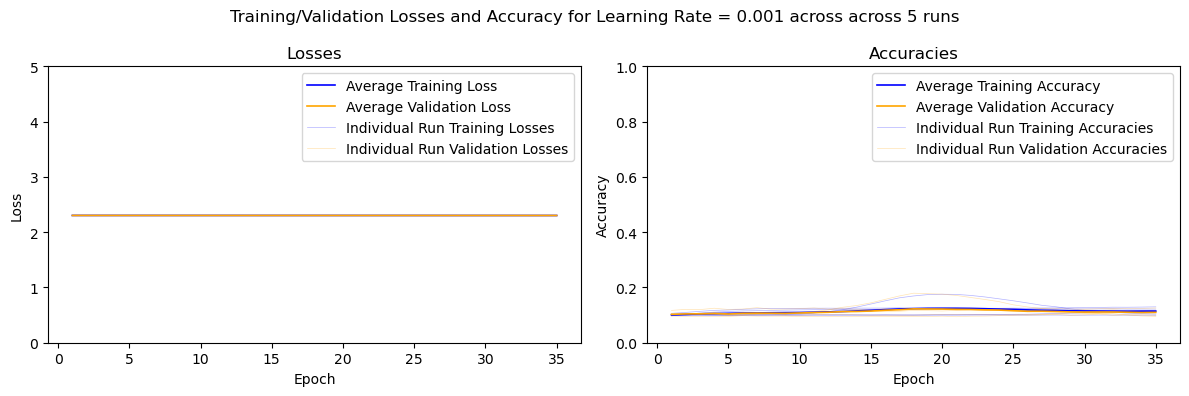 Training/Validation Losses and Accuracy for Learning Rate = 0.001 across across 5 runs
Losses
5
4
3
2
1
0
Loss
Average Training Loss
Average Validation Loss
Individual Run Training Losses
Individual Run Validation Losses
0 5 10 15 20 25 30 35
Epoch
Accuracies
1.0
0.8
0.6
0.4
0.2
0.0
Accuracy
Average Training Accuracy
Average Validation Accuracy
Individual Run Training Accuracies
Individual Run Validation Accuracies
0 5 10 15 20 25 30 35
Epoch